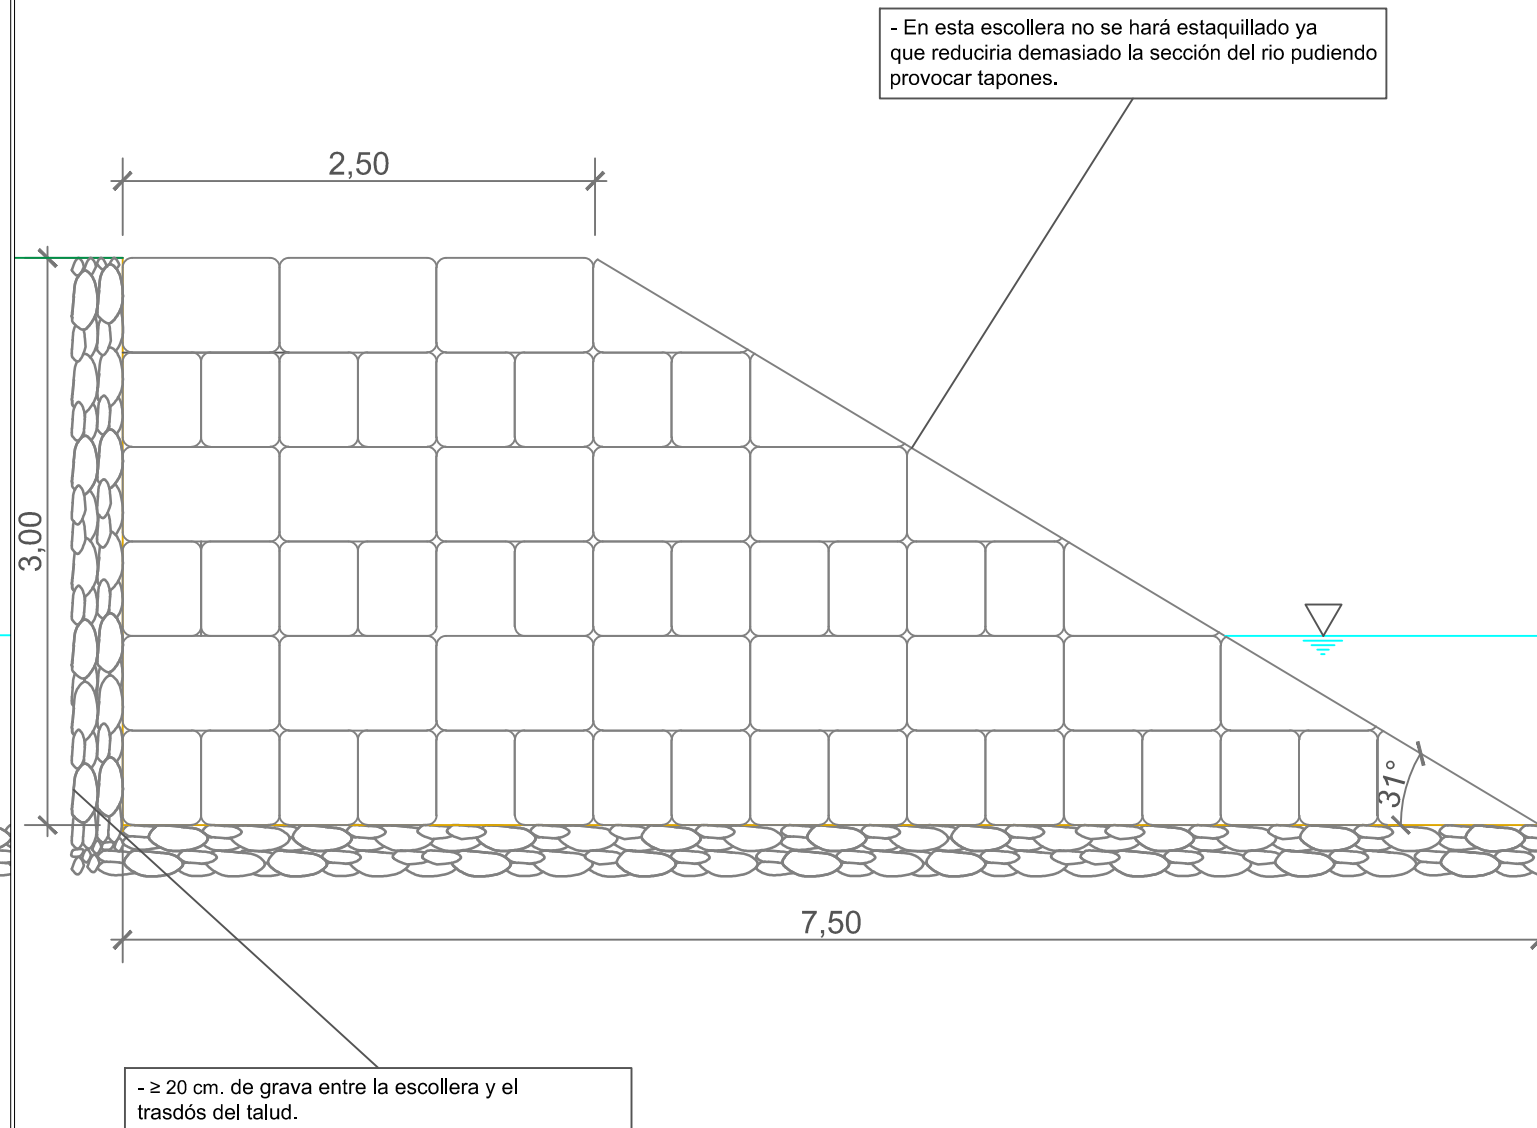 - En esta escollera no se hará estaquillado ya
que reduciria demasiado la sección del rio pudiendo
provocar tapones.
2,50
3,00
31°
7,50
- ≥ 20 cm. de grava entre la escollera y el
trasdós del talud.